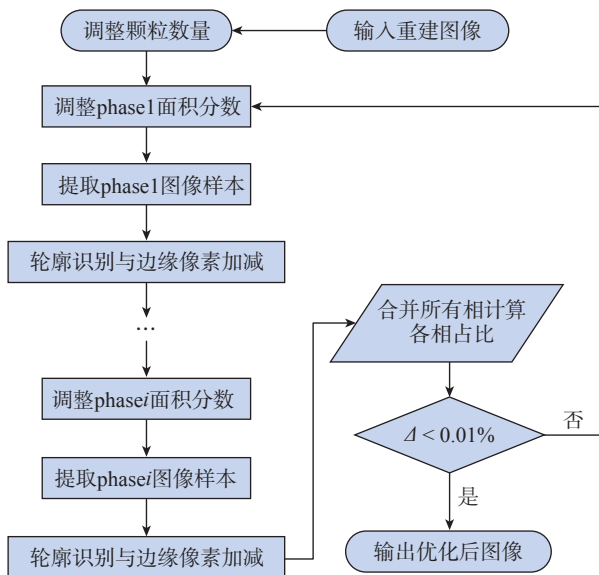 调整颗粒数量
输入重建图像
调整phase1面积分数
提取phase1图像样本
轮廓识别与边缘像素加减
...
调整phasei面积分数
提取phasei图像样本
轮廓识别与边缘像素加减
合并所有相计算
各相占比
Δ < 0.01%
否
是
输出优化后图像